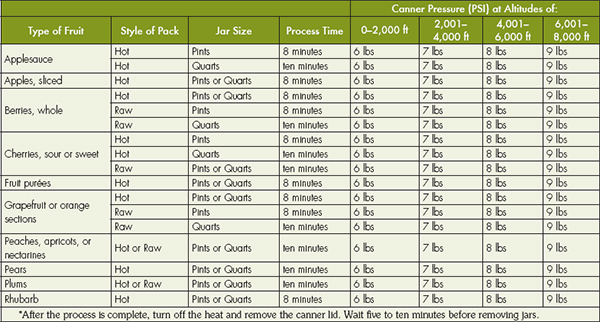 Canner Pressure (PSI) at Altitudes of:
Type of Fruit Style of Pack Jar Size Process Time 0–2,000 ft 2,001–4,000 ft 4,001–6,000 ft 6,001–8,000 ft
Applesauce Hot Pints 8 minutes 6 lbs 7 lbs 8 lbs 9 lbs
Hot Quarts ten minutes 6 lbs 7 lbs 8 lbs 9 lbs
Apples, sliced Hot Pints or Quarts 8 minutes 6 lbs 7 lbs 8 lbs 9 lbs
Berries, whole Hot Pints or Quarts 8 minutes 6 lbs 7 lbs 8 lbs 9 lbs
Raw Pints 8 minutes 6 lbs 7 lbs 8 lbs 9 lbs
Raw Quarts ten minutes 6 lbs 7 lbs 8 lbs 9 lbs
Cherries, sour or sweet Hot Pints 8 minutes 6 lbs 7 lbs 8 lbs 9 lbs
Hot Quarts ten minutes 6 lbs 7 lbs 8 lbs 9 lbs
Raw Pints or Quarts ten minutes 6 lbs 7 lbs 8 lbs 9 lbs
Fruit purées Hot Pints or Quarts 8 minutes 6 lbs 7 lbs 8 lbs 9 lbs
Grapefruit or orange sections Hot Pints or Quarts 8 minutes 6 lbs 7 lbs 8 lbs 9 lbs
Raw Pints 8 minutes 6 lbs 7 lbs 8 lbs 9 lbs
Raw Quarts ten minutes 6 lbs 7 lbs 8 lbs 9 lbs
Peaches, apricots, or nectarines Hot or Raw Pints or Quarts ten minutes 6 lbs 7 lbs 8 lbs 9 lbs
Pears Hot Pints or Quarts ten minutes 6 lbs 7 lbs 8 lbs 9 lbs
Plums Hot or Raw Pints or Quarts ten minutes 6 lbs 7 lbs 8 lbs 9 lbs
Rhubarb Hot Pints or Quarts 8 minutes 6 lbs 7 lbs 8 lbs 9 lbs
*After the process is complete, turn off the heat and remove the canner lid. Wait five to ten minutes before removing jars.